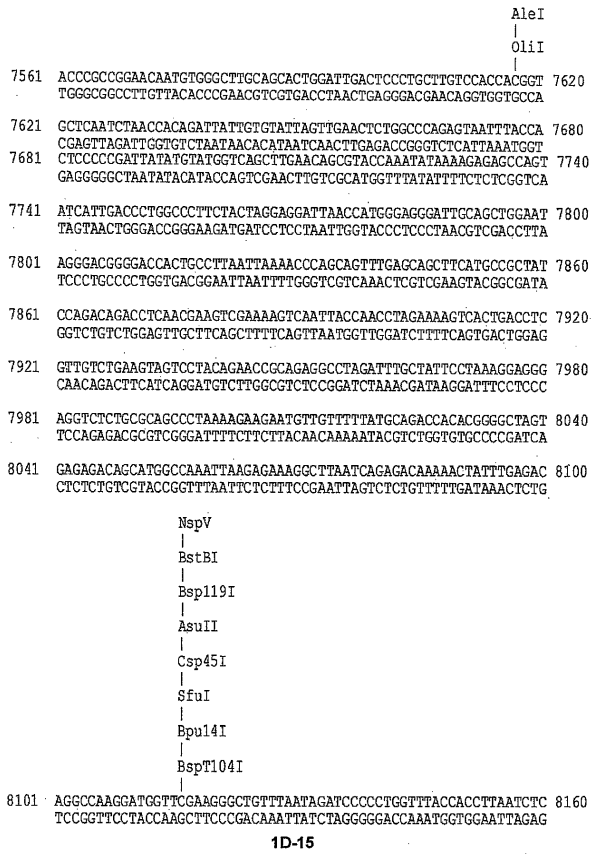 AleI
|
OliI
|
7561 ACCCGCCGGAACAATGTGGGCTTGCAGCACTGGATTGACTCCCTGCTTGTCCACCACGGT 7620
TGGGCGGCCTTGTTACACCCGAACGTCGTGACCTAACTGAGGGACGAACAGGTGGTGCCA
7621 GCTCAATCTAACCACAGATTATTGTGTATTAGTTGAACTCTGGCCCAGAGTAATTTACCA 7680
CGAGTTAGATTGGTGTCTAATAACACATAATCAACTTGAGACCGGGTCTCATTAAATGGT
7681 CTCCCCCGATTATATGTATGGTCAGCTTGAACAGCGTACCAAATATAAAAGAGAGCCAGT 7740
GAGGGGGCTAATATACATACCAGTCGAACTTGTCGCATGGTTTATATTTTCTCTCGGTCA
7741 ATCATTGACCCTGGCCCTTCTACTAGGAGGATTAACCATGGGAGGGATTGCAGCTGGAAT 7800
TAGTAACTGGGACCGGGAAGATGATCCTCCTAATTGGTACCCTCCCTAACGTCGACCTTA
7801 AGGGACGGGGACCACTGCCTTAATTAAAACCCAGCAGTTTGAGCAGCTTCATGCCGCTAT 7860
TCCCTGCCCCTGGTGACGGAATTAATTTTGGGTCGTCAAACTCGTCGAAGTACGGCGATA
7861 CCAGACAGACCTCAACGAAGTCGAAAAGTCAATTACCAACCTAGAAAAGTCACTGACCTC 7920
GGTCTGTCTGGAGTTGCTTCAGCTTTTCAGTTAATGGTTGGATCTTTTCAGTGACTGGAG
7921 GTTGTCTGAAGTAGTCCTACAGAACCGCAGAGGCCTAGATTTGCTATTCCTAAAGGAGGG 7980
CAACAGACTTCATCAGGATGTCTTGGCGTCTCCGGATCTAAACGATAAGGATTTCCTCCC
7981 AGGTCTCTGCGCAGCCCTAAAAGAAGAATGTTGTTTTTATGCAGACCACACGGGGCTAGT 8040
TCCAGAGACGCGTCGGGATTTTCTTCTTACAACAAAAATACGTCTGGTGTGCCCCGATCA
8041 GAGAGACAGCATGGCCAAATTAAGAGAAAGGCTTAATCAGAGACAAAAACTATTTGAGAC 8100
CTCTCTGTCGTACCGGTTTAATTCTCTTTCCGAATTAGTCTCTGTTTTTGATAAACTCTG
NspV
|
BstBI
|
Bsp119I
|
AsuII
|
Csp45I
|
SfuI
|
Bpu14I
|
BspT104I
|
8101 AGGCCAAGGATGGTTCGAAGGGCTGTTTAATAGATCCCCCTGGTTTACCACCTTAATCTC 8160
TCCGGTTCCTACCAAGCTTCCCGACAAATTATCTAGGGGGACCAAATGGTGGAATTAGAG
1D-15